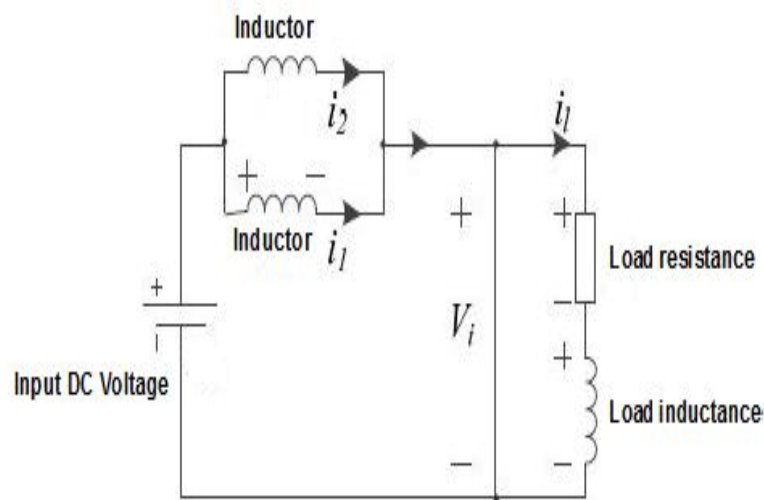 Inductor
i2
il
+ −
Inductor
i1
+
+
Load resistance
+
−
−
Vi
+
Input DC Voltage
Load inductance
−
−